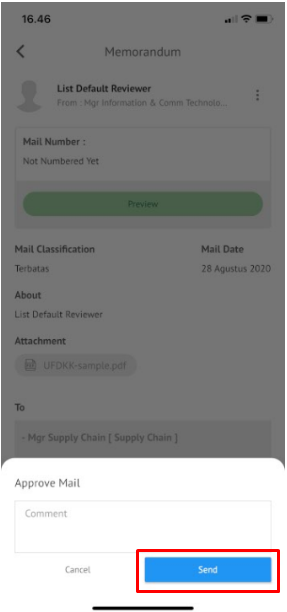 16.46
Memorandum
List Default Reviewer
From : Mgr Information & Comm Technolo...
Mail Number :
Not Numbered Yet
Preview
Mail Classification
Mail Date
Terbatas
28 Agustus 2020
About
List Default Reviewer
Attachment
UFDKK-sample.pdf
To
- Mgr Supply Chain [ Supply Chain ]
Approve Mail
Comment
Cancel
Send